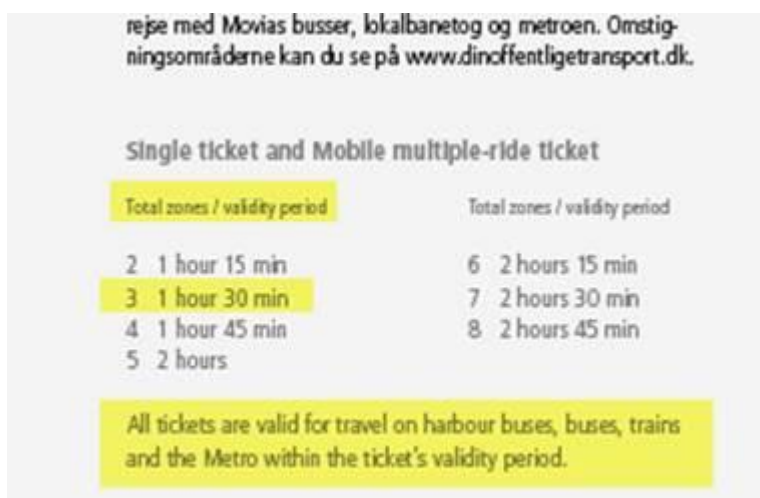 rejse med Movias busser, lokalbanetog og metroen. Omstig-
ningsområderne kan du se på www.dinoffentligetransport.dk.
Single ticket and Mobile multiple-ride ticket
Total zones / validity period
2 1 hour 15 min
3 1 hour 30 min
4 1 hour 45 min
5 2 hours
Total zones / validity period
6 2 hours 15 min
7 2 hours 30 min
8 2 hours 45 min
All tickets are valid for travel on harbour buses, buses, trains
and the Metro within the ticket's validity period.